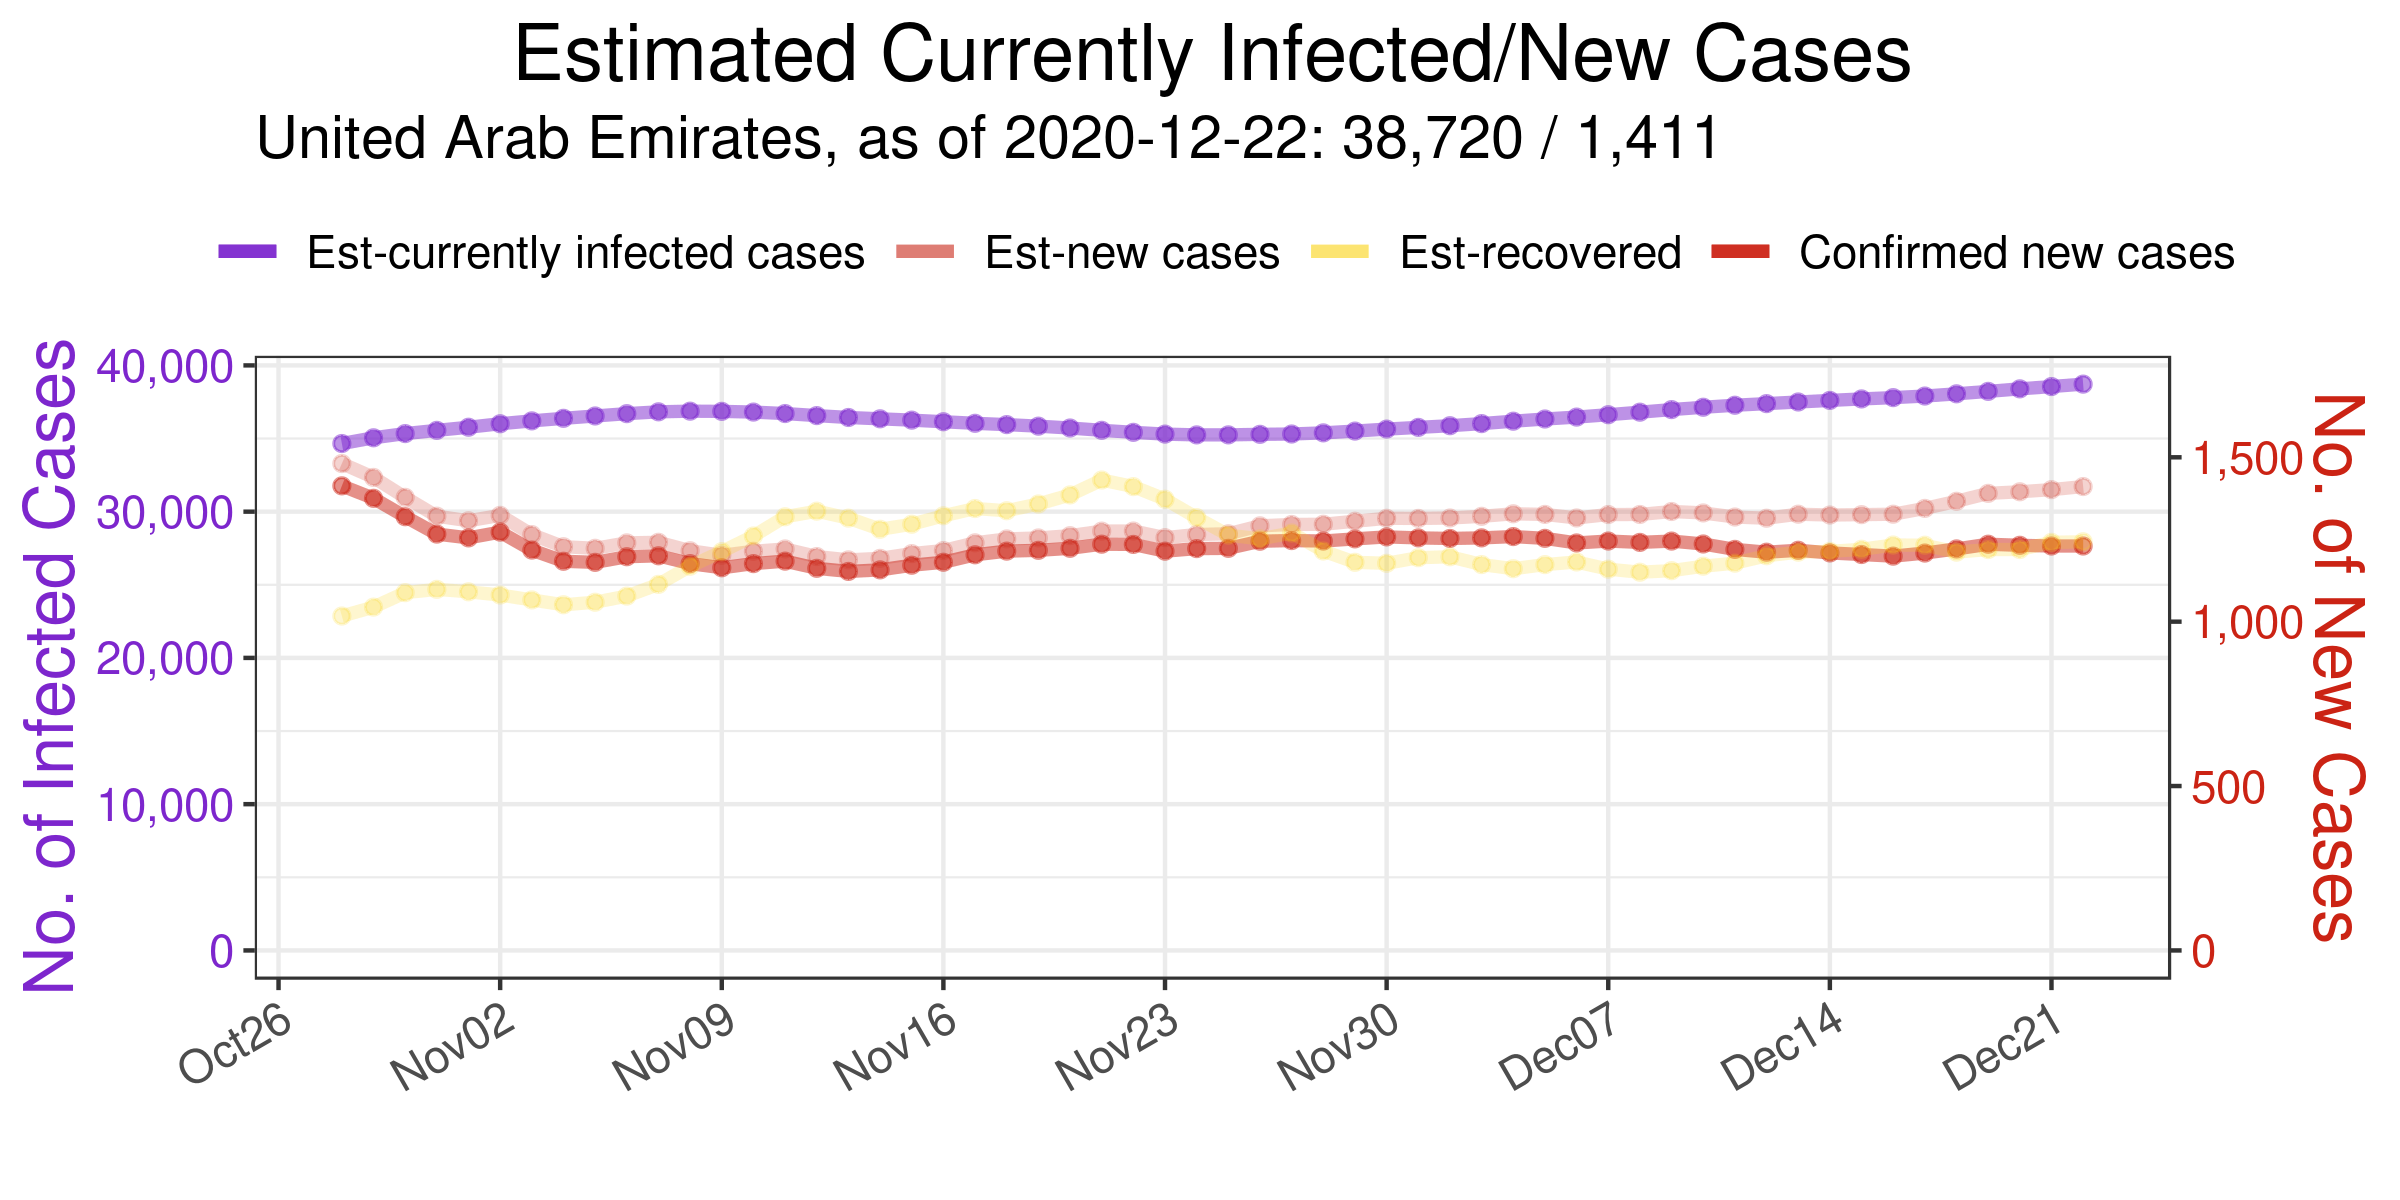 Estimated Currently Infected/New Cases
United Arab Emirates, as of 2020-12-22: 38,720 / 1,411
Est-currently infected cases Est-new cases Est-recovered Confirmed new cases
No. of Infected Cases
40,000
30,000
20,000
10,000
0
1,500
1,000
500
0
No. of New Cases
Oct26 Nov02 Nov09 Nov16 Nov23 Nov30 Dec07 Dec14 Dec21